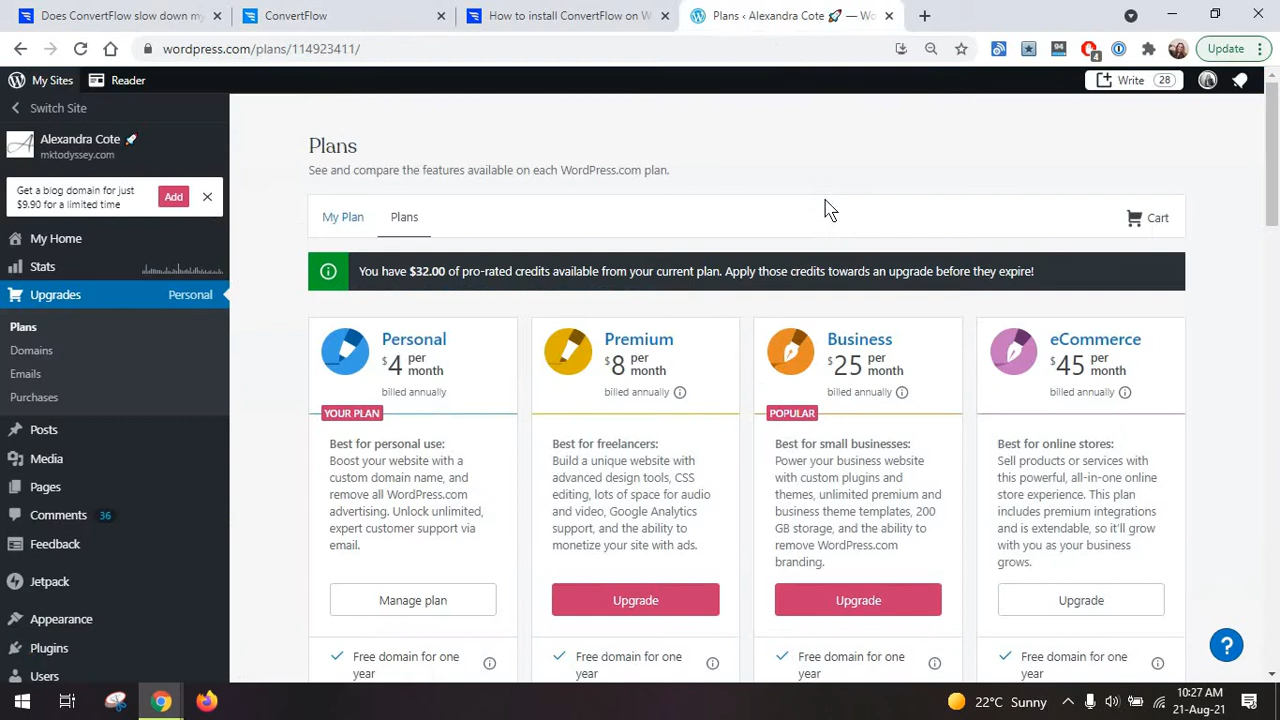 Does ConvertFlow slow down my
ConvertFlow
How to install ConvertFlow on W
Plans ‹ Alexandra Cote 🚀 — Wo
wordpress.com/plans/114923411/
94
4
Update
My Sites
Reader
Write
28
Switch Site
Alexandra Cote 🚀
mktodyssey.com
Get a blog domain for just
$9.90 for a limited time
Add
My Home
Stats
Upgrades
Personal
Plans
Domains
Emails
Purchases
Posts
Media
Pages
Comments
36
Feedback
Jetpack
Appearance
Plugins
Users
Plans
See and compare the features available on each WordPress.com plan.
My Plan
Plans
Cart
You have $32.00 of pro-rated credits available from your current plan. Apply those credits towards an upgrade before they expire!
Personal
$4 per
month
billed annually
YOUR PLAN
Best for personal use:
Boost your website with a
custom domain name, and
remove all WordPress.com
advertising. Unlock unlimited,
expert customer support via
email.
Manage plan
Free domain for one
year
Premium
$8 per
month
billed annually
Best for freelancers:
Build a unique website with
advanced design tools, CSS
editing, lots of space for audio
and video, Google Analytics
support, and the ability to
monetize your site with ads.
Upgrade
Free domain for one
year
Business
$25 per
month
billed annually
POPULAR
Best for small businesses:
Power your business website
with custom plugins and
themes, unlimited premium and
business theme templates, 200
GB storage, and the ability to
remove WordPress.com
branding.
Upgrade
Free domain for one
year
eCommerce
$45 per
month
billed annually
Best for online stores:
Sell products or services with
this powerful, all-in-one online
store experience. This plan
includes premium integrations
and is extendable, so it'll grow
with you as your business
grows.
Upgrade
Free domain for one
year
?
22°C Sunny
10:27 AM
21-Aug-21